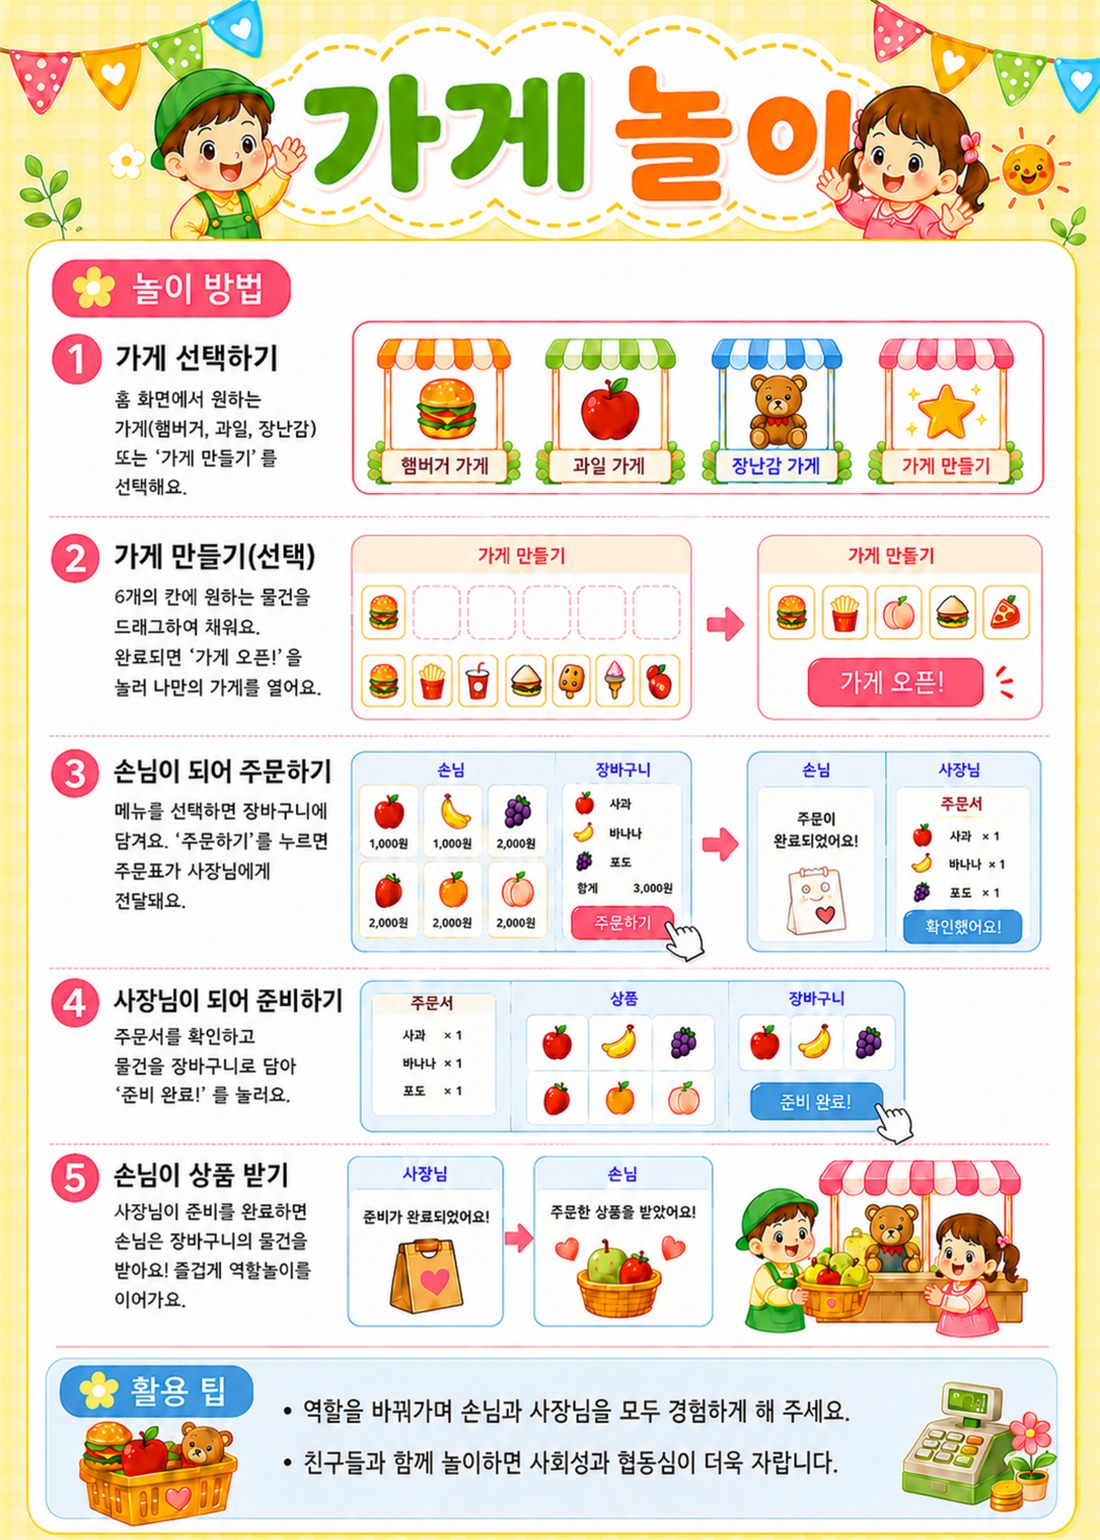 가게 놀이
놀이 방법
1 가게 선택하기
홈 화면에서 원하는
가게(햄버거, 과일, 장난감)
또는 ‘가게 만들기’ 를
선택해요.
햄버거 가게
과일 가게
장난감 가게
가게 만들기
2 가게 만들기(선택)
6개의 칸에 원하는 물건을
드래그하여 채워요.
완료되면 ‘가게 오픈!’ 을
눌러 나만의 가게를 열어요.
가게 만들기
가게 만돌기
가게 오픈!
3 손님이 되어 주문하기
메뉴를 선택하면 장바구니에
담겨요. ‘주문하기’를 누르면
주문표가 사장님에게
전달돼요.
손님
1,000원 1,000원 2,000원
2,000원 2,000원 2,000원
장바구니
사과
바나나
포도
함게 3,000원
주문하기
손님
주문이
완료되었어요!
사장님
주문서
사과 × 1
바나나 × 1
포도 × 1
확인했어요!
4 사장님이 되어 준비하기
주문서를 확인하고
물건을 장바구니로 담아
‘준비 완료!’ 를 눌러요.
주문서
사과 × 1
바나나 × 1
포도 × 1
상품
장바구니
준비 완료!
5 손님이 상품 받기
사장님이 준비를 완료하면
손님은 장바구니의 물건을
받아요! 즐겁게 역할놀이를
이어가요.
사장님
준비가 완료되었어요!
손님
주문한 상품을 받았어요!
활용 팁
• 역할을 바꿔가며 손님과 사장님을 모두 경험하게 해 주세요.
• 친구들과 함께 놀이하면 사회성과 협동심이 더욱 자랍니다.